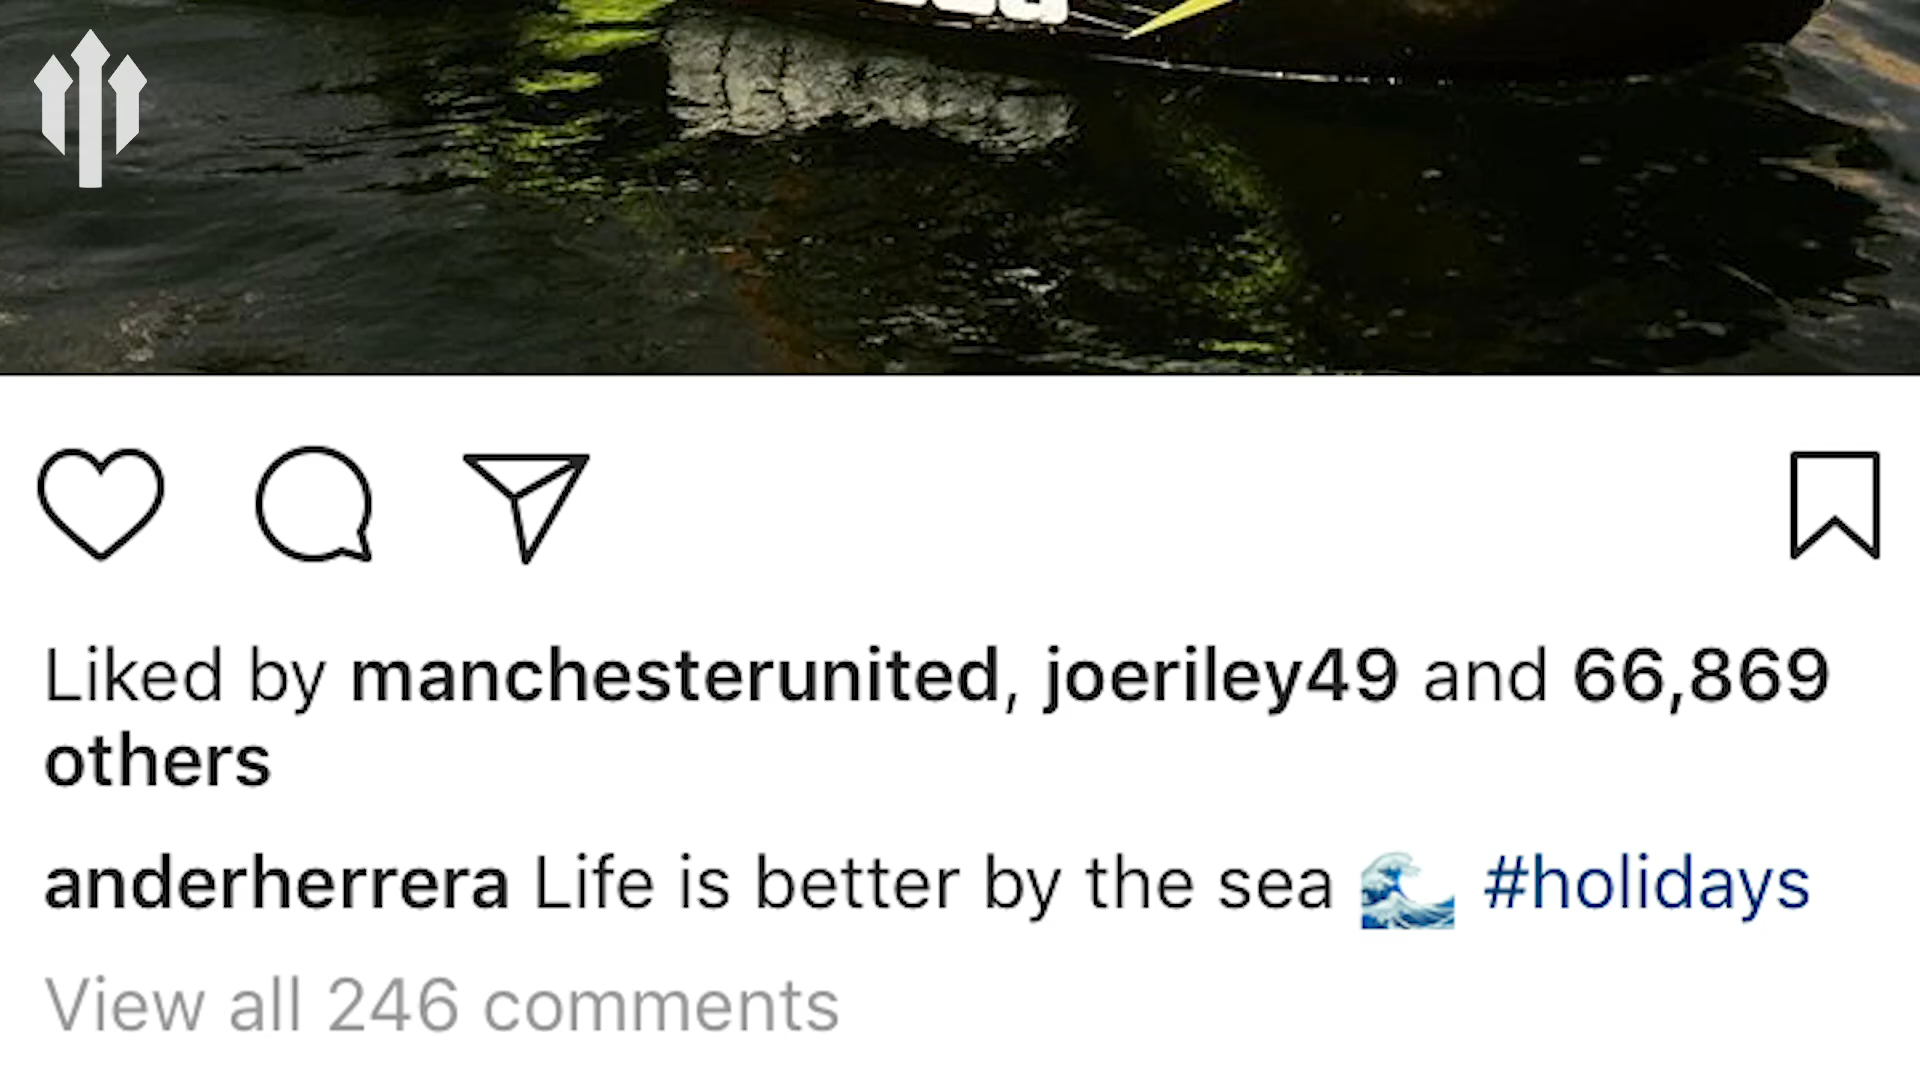 Liked by manchesterunited, joeriley49 and 66,869
others
anderherrera Life is better by the sea 🌊 #holidays
View all 246 comments